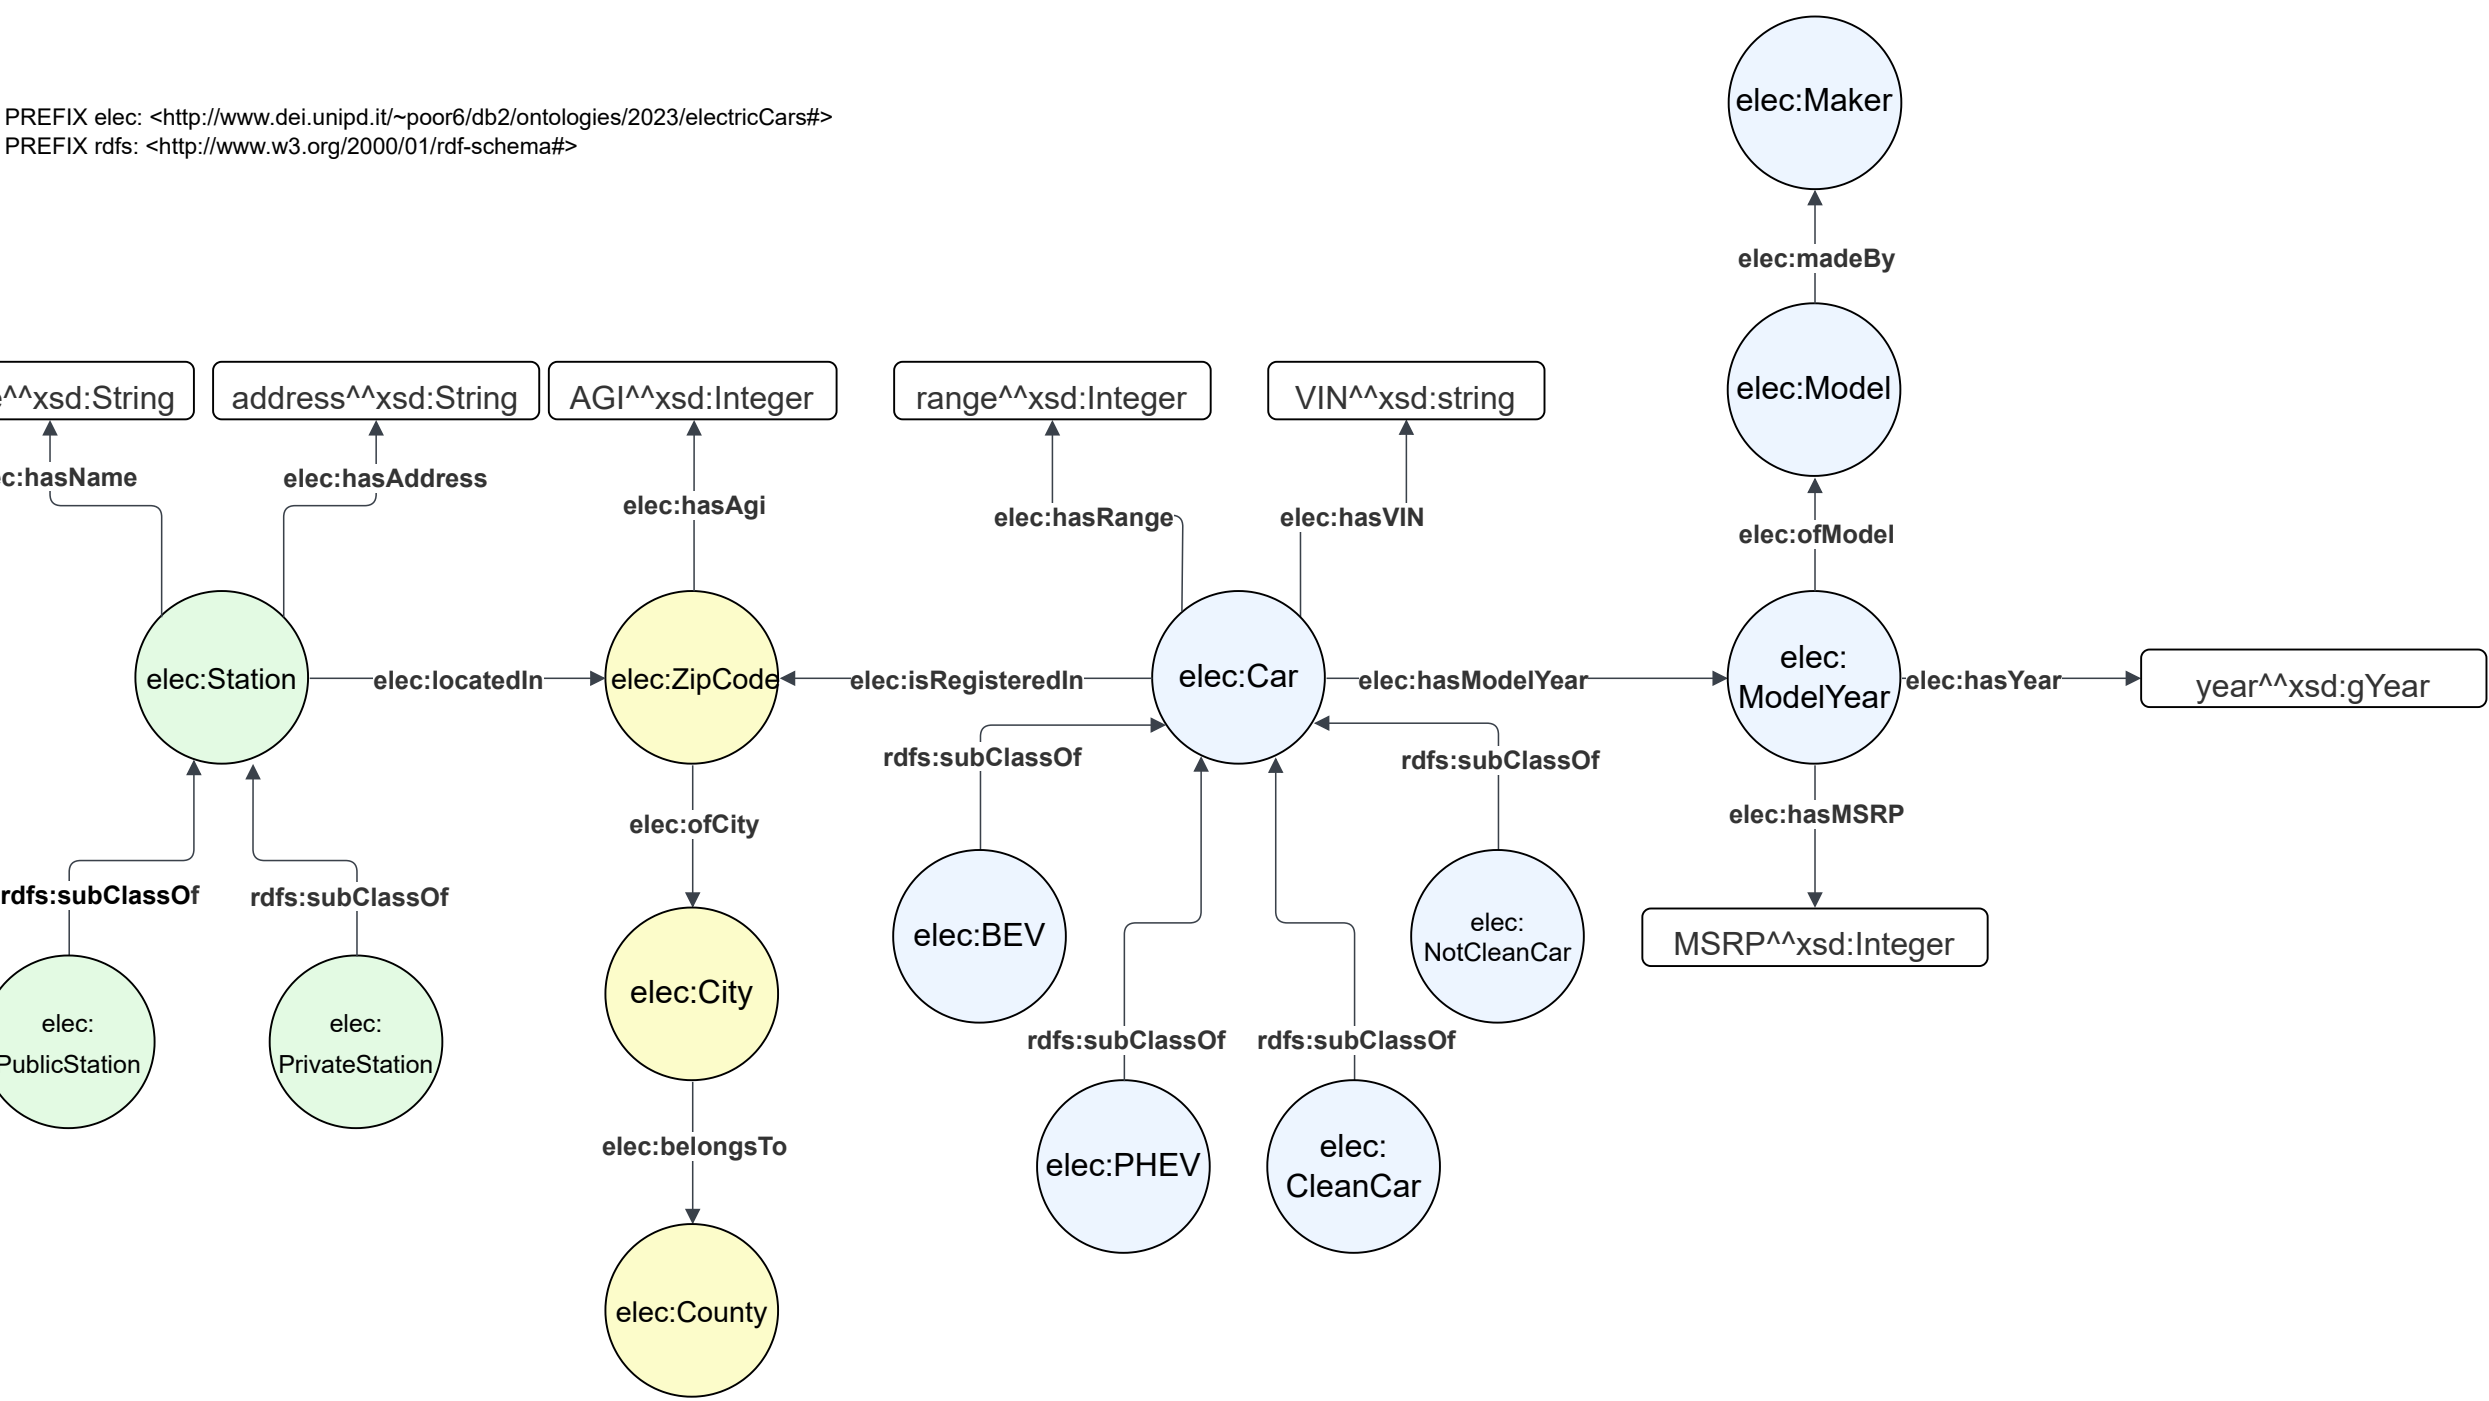 elec:Maker
PREFIX elec: <http://www.dei.unipd.it/~poor6/db2/ontologies/2023/electricCars#>
PREFIX rdfs: <http://www.w3.org/2000/01/rdf-schema#>
elec:madeBy
elec:Model
e^^xsd:String
address^^xsd:String
AGI^^xsd:Integer
range^^xsd:Integer
VIN^^xsd:string
ec:hasName
elec:hasAddress
elec:hasAgi
elec:hasRange
elec:hasVIN
elec:ofModel
elec:Station
elec:locatedIn
elec:ZipCode
elec:isRegisteredIn
elec:Car
elec:hasModelYear
elec:
ModelYear
elec:hasYear
year^^xsd:gYear
rdfs:subClassOf
rdfs:subClassOf
elec:ofCity
elec:hasMSRP
rdfs:subClassOf
rdfs:subClassOf
elec:BEV
elec:
NotCleanCar
MSRP^^xsd:Integer
elec:City
elec:
PublicStation
elec:
PrivateStation
rdfs:subClassOf
rdfs:subClassOf
elec:belongsTo
elec:PHEV
elec:
CleanCar
elec:County